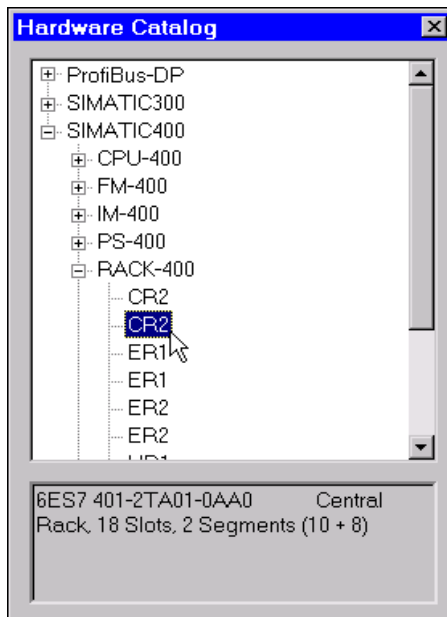 Hardware Catalog
ProfiBus-DP
SIMATIC300
SIMATIC400
CPU-400
FM-400
IM-400
PS-400
RACK-400
CR2
CR2
ER1
ER1
ER2
ER2
6ES7 401-2TA01-0AA0 Central
Rack, 18 Slots, 2 Segments (10 + 8)